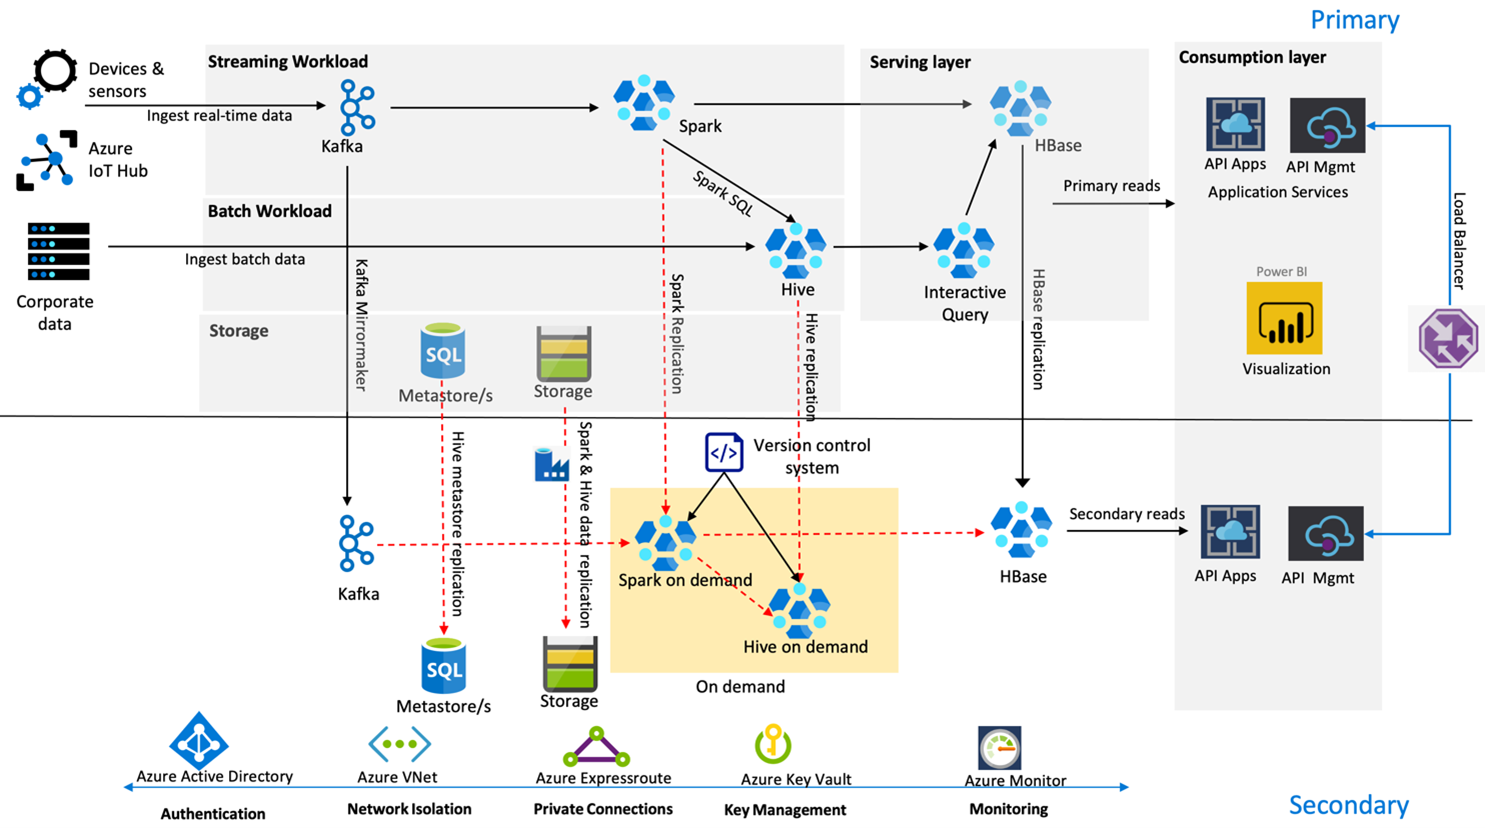 Primary
Streaming Workload
Serving layer
Consumption layer
Devices &
sensors
Ingest real-time data
Kafka
Spark
HBase
API Apps
API Mgmt
Application Services
Azure
IoT Hub
Spark SQL
Primary reads
Load Balancer
Batch Workload
Ingest batch data
Hive
Interactive
Query
Corporate
data
Kafka Mirrormaker
Spark Replication
Hive replication
HBase replication
Power BI
Visualization
Storage
SQL
Metastore/s
Storage
Hive metastore replication
Spark & Hive data replication
</>
Version control
system
Secondary reads
Kafka
Spark on demand
HBase
API Apps
API Mgmt
Hive on demand
SQL
Metastore/s
Storage
On demand
Azure Active Directory
Azure VNet
Azure Expressroute
Azure Key Vault
Azure Monitor
Authentication
Network Isolation
Private Connections
Key Management
Monitoring
Secondary